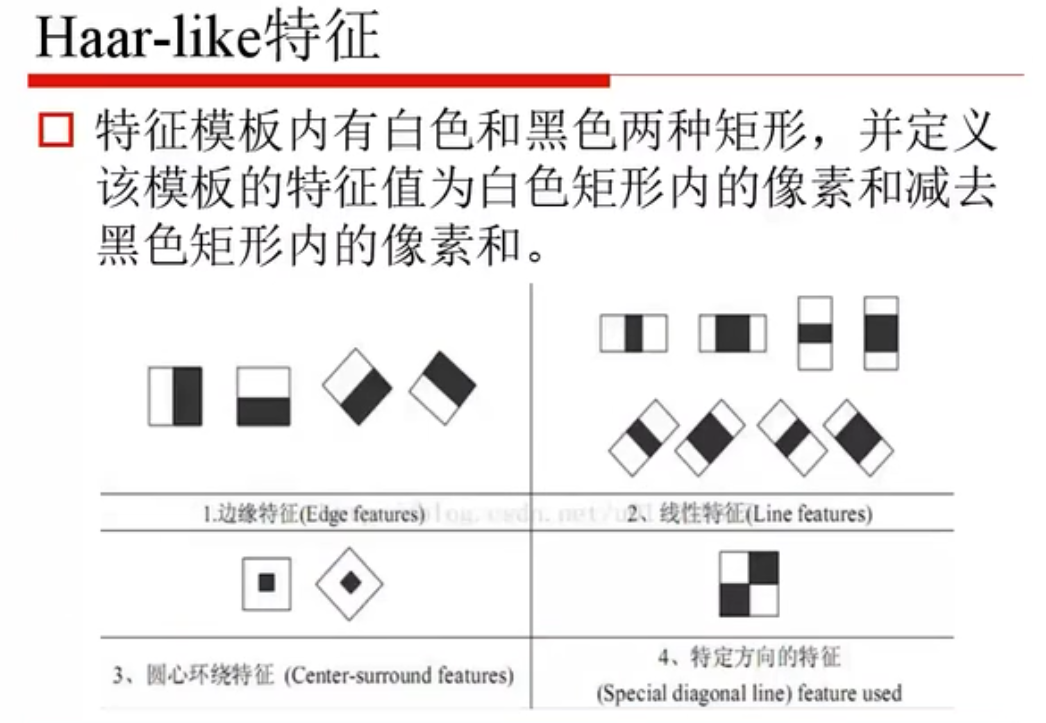 Haar-like特征
特征模板内有白色和黑色两种矩形，并定义
该模板的特征值为白色矩形内的像素和减去
黑色矩形内的像素和。
1.边缘特征(Edge features)
2、线性特征(Line features)
3、圆心环绕特征 (Center-surround features)
4、特定方向的特征
(Special diagonal line) feature used